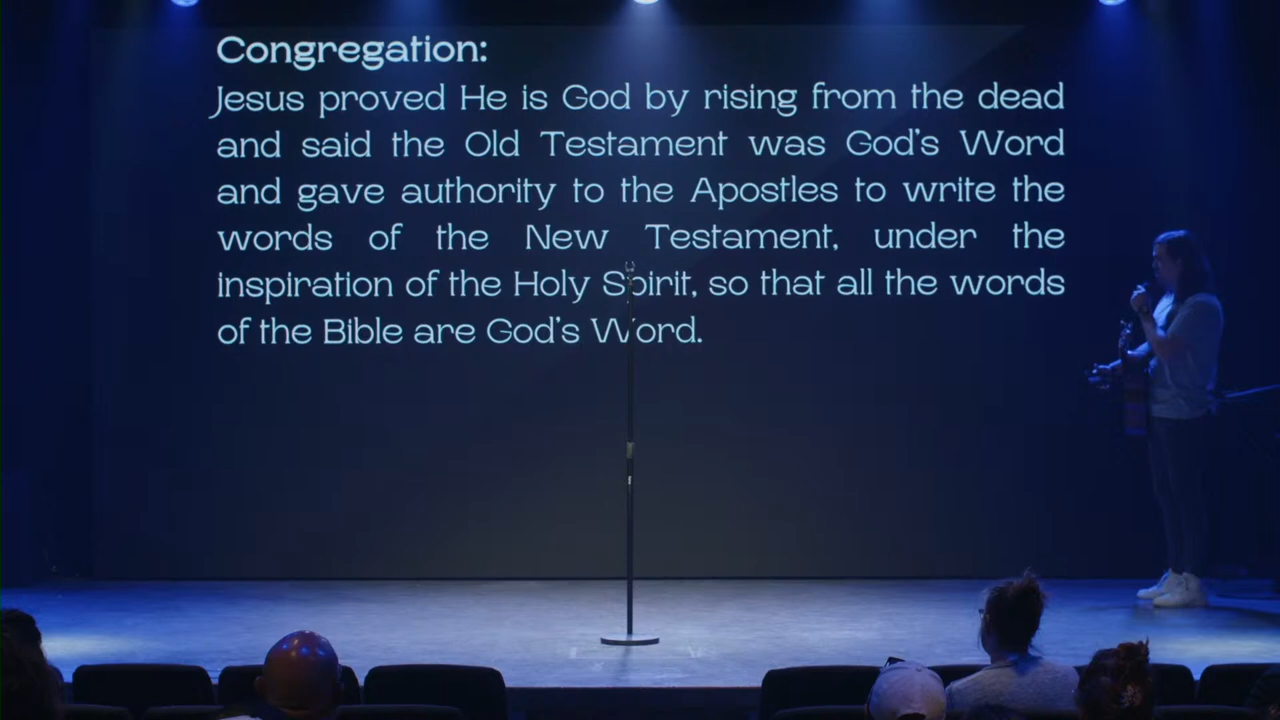 Congregation:
Jesus proved He is God by rising from the dead
and said the Old Testament was God's Word
and gave authority to the Apostles to write the
words of the New Testament, under the
inspiration of the Holy Spirit, so that all the words
of the Bible are God's Word.